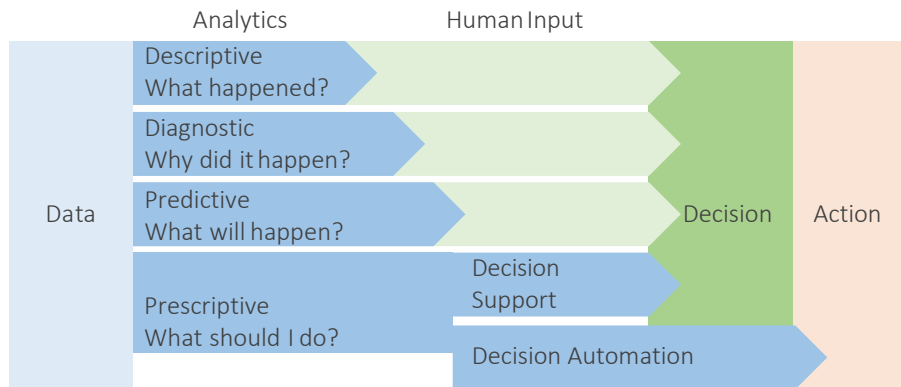 Analytics
Human Input
Descriptive
What happened?
Diagnostic
Why did it happen?
Predictive
What will happen?
Data
Decision
Action
Decision
Support
Prescriptive
What should I do?
Decision Automation